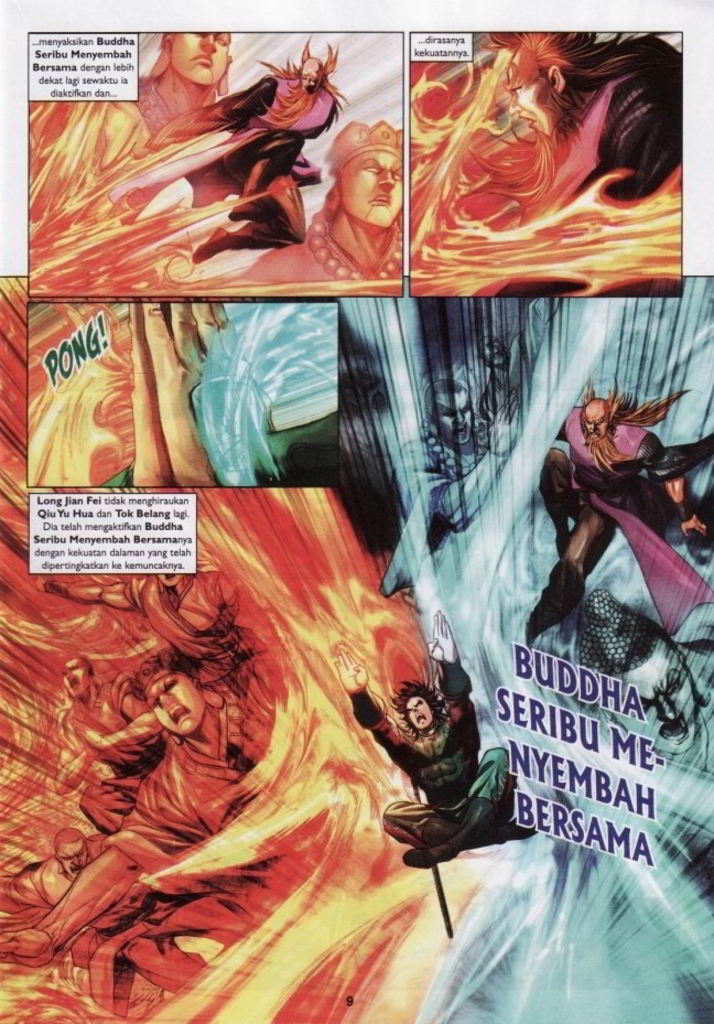 ...menyaksikan Buddha
Seribu Menyembah
Bersama dengan lebih
dekat lagi sewaktu ia
diaktifkan dan...
...dirasanya
kekuatannya.
PONG!
Long Jian Fei tidak menghiraukan
Qiu Yu Hua dan Tok Belang lagi.
Dia telah mengaktifkan Buddha
Seribu Menyembah Bersamanya
dengan kekuatan dalaman yang telah
dipertingkatkan ke kemuncaknya.
BUDDHA
SERIBU ME-
NYEMBAH
BERSAMA
9